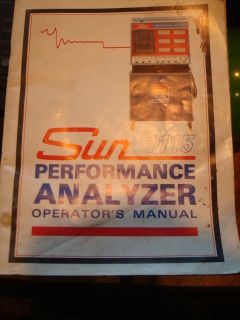 Sun 1115
PERFORMANCE
ANALYZER
OPERATOR'S MANUAL